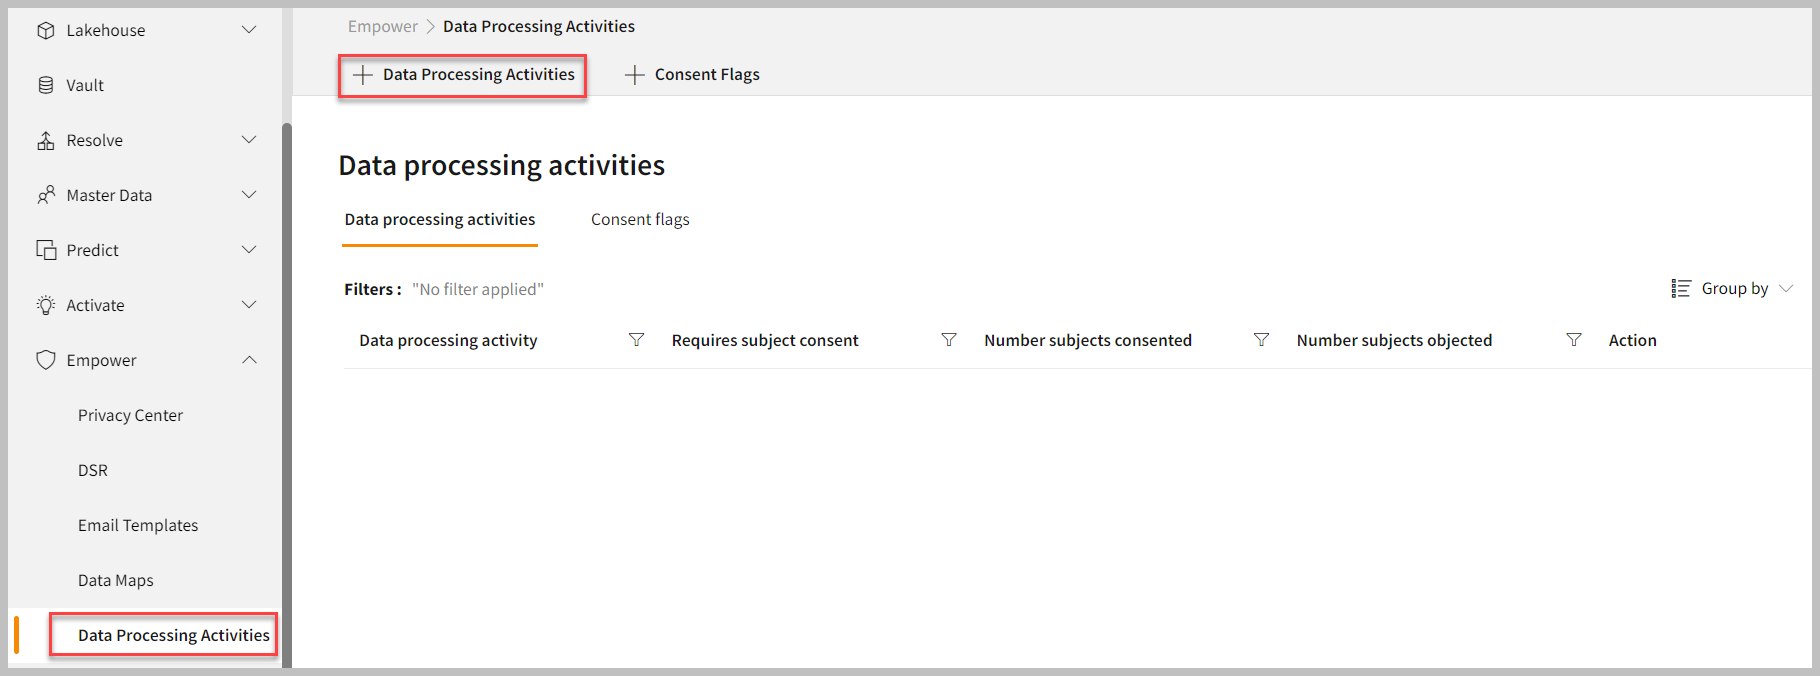 Lakehouse
Vault
Resolve
Master Data
Predict
Activate
Empower
Privacy Center
DSR
Email Templates
Data Maps
Data Processing Activities
Empower > Data Processing Activities
+ Data Processing Activities + Consent Flags
Data processing activities
Data processing activities Consent flags
Filters : "No filter applied" Group by
Data processing activity Requires subject consent Number subjects consented Number subjects objected Action